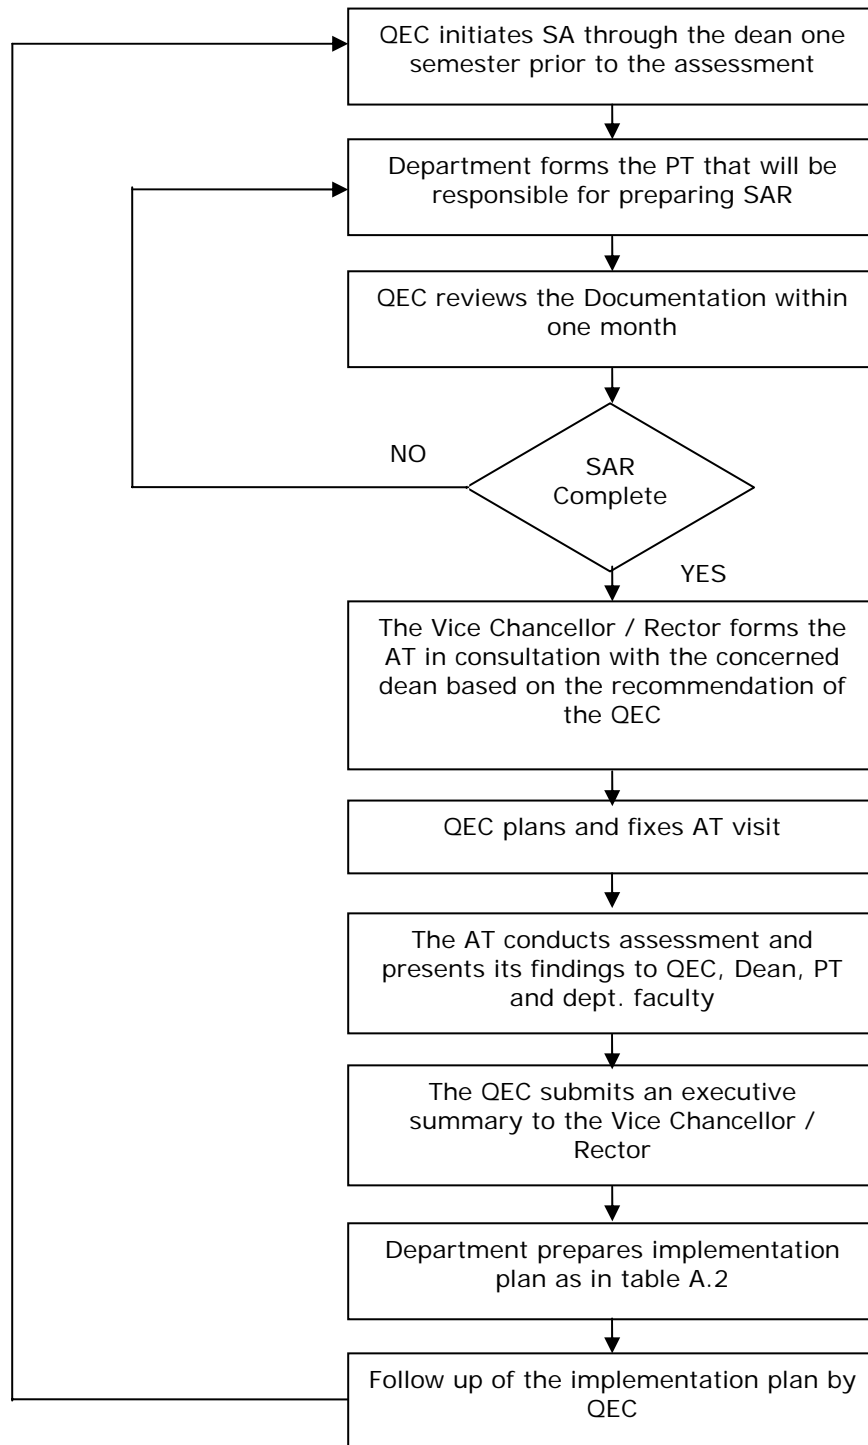 QEC initiates SA through the dean one
semester prior to the assessment
Department forms the PT that will be
responsible for preparing SAR
QEC reviews the Documentation within
one month
NO
SAR
Complete
YES
The Vice Chancellor / Rector forms the
AT in consultation with the concerned
dean based on the recommendation of
the QEC
QEC plans and fixes AT visit
The AT conducts assessment and
presents its findings to QEC, Dean, PT
and dept. faculty
The QEC submits an executive
summary to the Vice Chancellor /
Rector
Department prepares implementation
plan as in table A.2
Follow up of the implementation plan by
QEC